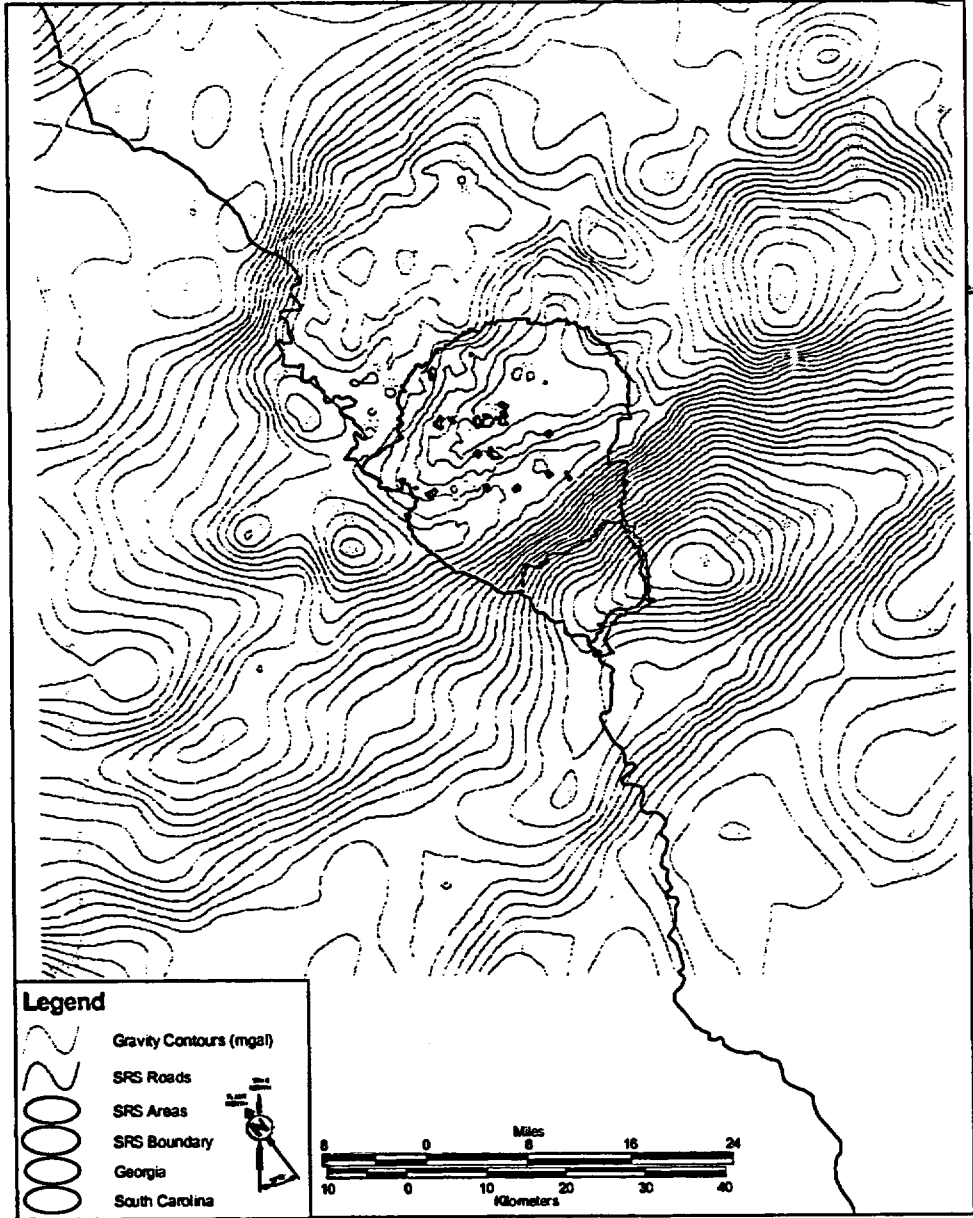 Legend
Gravity Contours (mgal)
SRS Roads
SRS Areas
SRS Boundary
Georgia
South Carolina
N
Miles
8 0 8 16 24
10 0 10 20 30 40
Kilometers